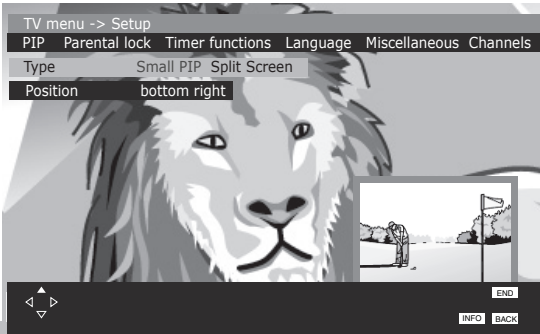 TV menu -> Setup
PIP Parental lock Timer functions Language Miscellaneous Channels
Type Small PIP Split Screen
Position bottom right
END
INFO BACK